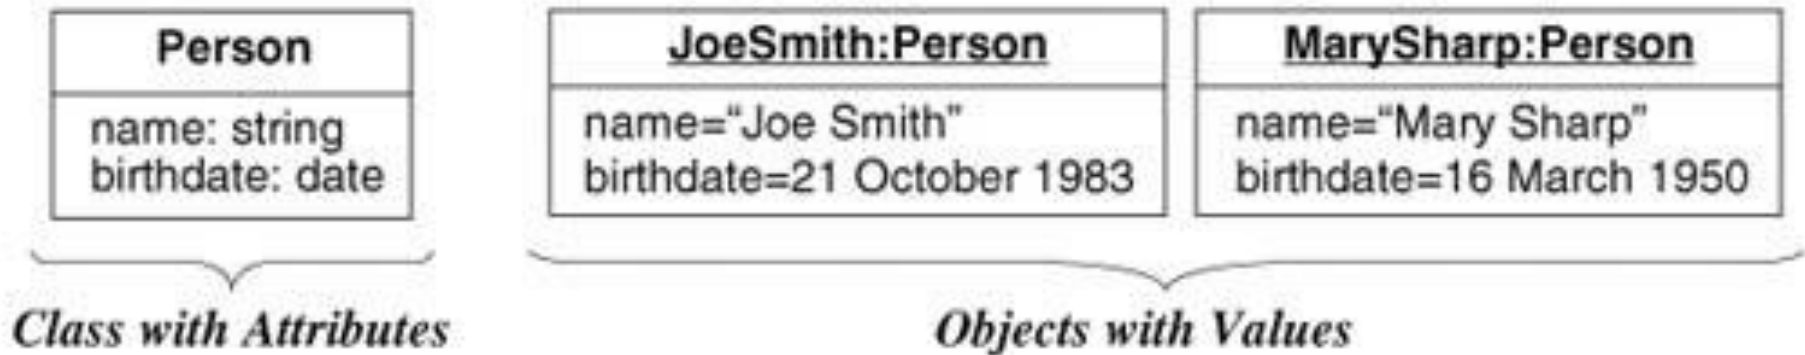 Person
name: string
birthdate: date
JoeSmith:Person
name=“Joe Smith”
birthdate=21 October 1983
MarySharp:Person
name=“Mary Sharp”
birthdate=16 March 1950
Class with Attributes
Objects with Values